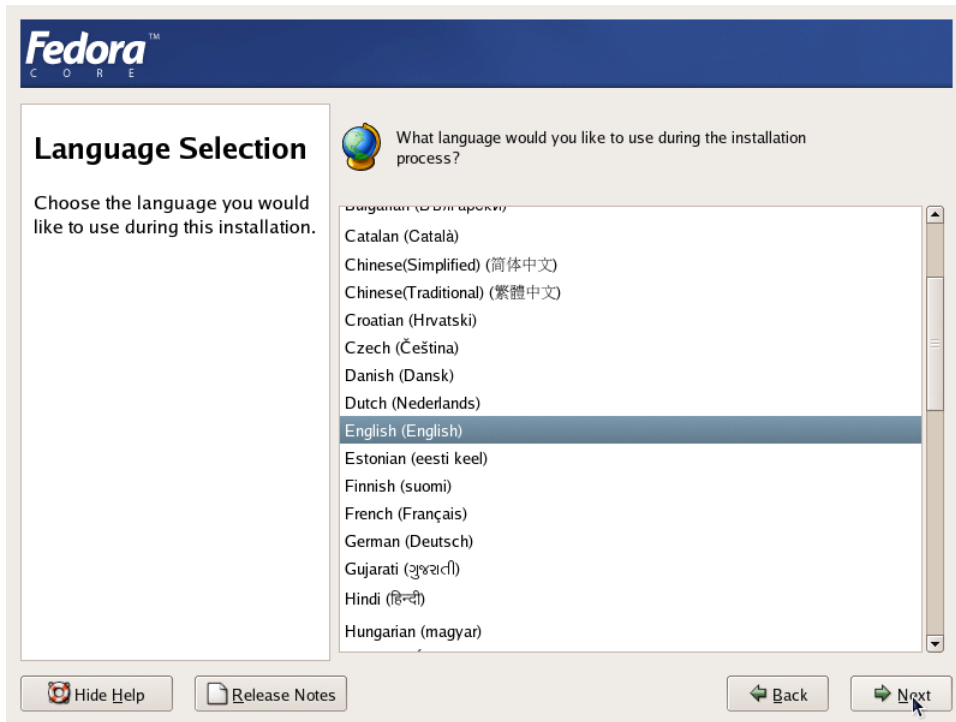 Fedora™
CORE
Language Selection
Choose the language you would
like to use during this installation.
What language would you like to use during the installation
process?
Bulgarian (Български)
Catalan (Català)
Chinese(Simplified) (简体中文)
Chinese(Traditional) (繁體中文)
Croatian (Hrvatski)
Czech (Čeština)
Danish (Dansk)
Dutch (Nederlands)
English (English)
Estonian (eesti keel)
Finnish (suomi)
French (Français)
German (Deutsch)
Gujarati (ગુજરાતી)
Hindi (हिन्दी)
Hungarian (magyar)
Hide Help
Release Notes
Back
Next